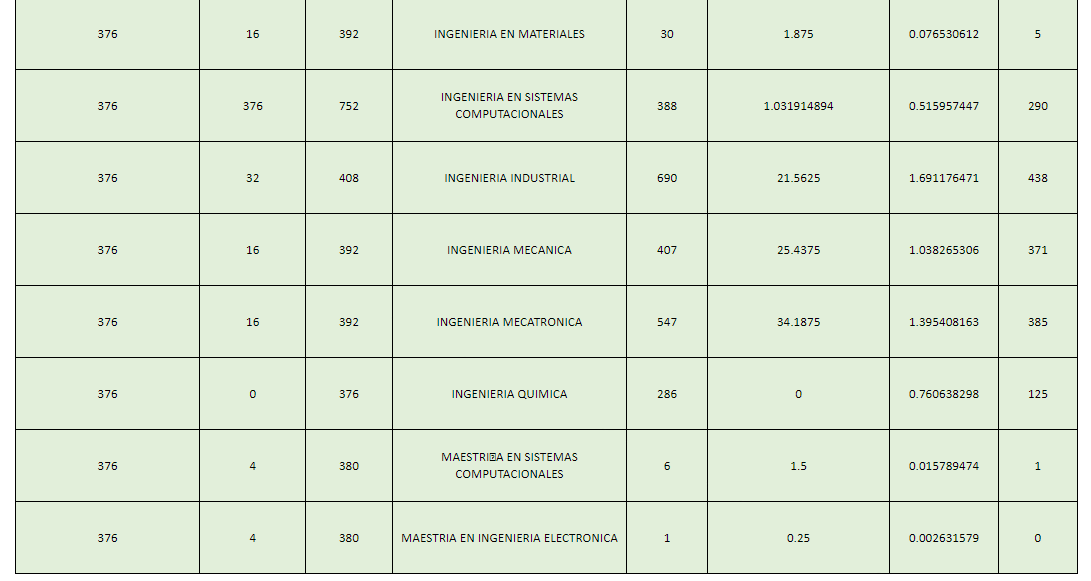 376 16 392 INGENIERIA EN MATERIALES 30 1.875 0.076530612 5
INGENIERIA EN SISTEMAS
376 376 752 388 1.031914894 0.515957447 290
COMPUTACIONALES
376 32 408 INGENIERIA INDUSTRIAL 690 21.5625 1.691176471 438
376 16 392 INGENIERIA MECANICA 407 25.4375 1.038265306 371
376 16 392 INGENIERIA MECATRONICA 547 34.1875 1.395408163 385
376 0 376 INGENIERIA QUIMICA 286 0 0.760638298 125
MAESTRI�A EN SISTEMAS
376 4 380 6 1.5 0.015789474 1
COMPUTACIONALES
376 4 380 MAESTRIA EN INGENIERIA ELECTRONICA 1 0.25 0.002631579 0